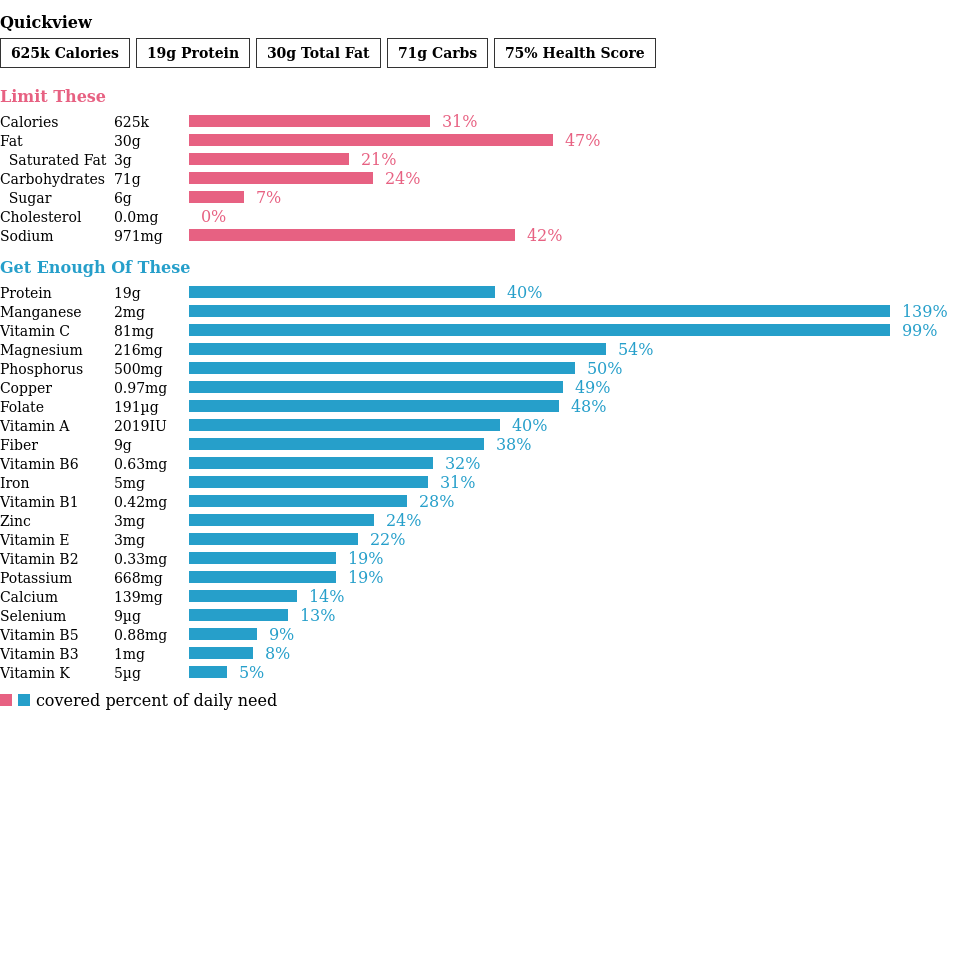 Quickview
625k Calories 19g Protein 30g Total Fat 71g Carbs 75% Health Score
Limit These
Calories 625k 31%
Fat 30g 47%
Saturated Fat 3g 21%
Carbohydrates 71g 24%
Sugar 6g 7%
Cholesterol 0.0mg 0%
Sodium 971mg 42%
Get Enough Of These
Protein 19g 40%
Manganese 2mg 139%
Vitamin C 81mg 99%
Magnesium 216mg 54%
Phosphorus 500mg 50%
Copper 0.97mg 49%
Folate 191µg 48%
Vitamin A 2019IU 40%
Fiber 9g 38%
Vitamin B6 0.63mg 32%
Iron 5mg 31%
Vitamin B1 0.42mg 28%
Zinc 3mg 24%
Vitamin E 3mg 22%
Vitamin B2 0.33mg 19%
Potassium 668mg 19%
Calcium 139mg 14%
Selenium 9µg 13%
Vitamin B5 0.88mg 9%
Vitamin B3 1mg 8%
Vitamin K 5µg 5%
covered percent of daily need